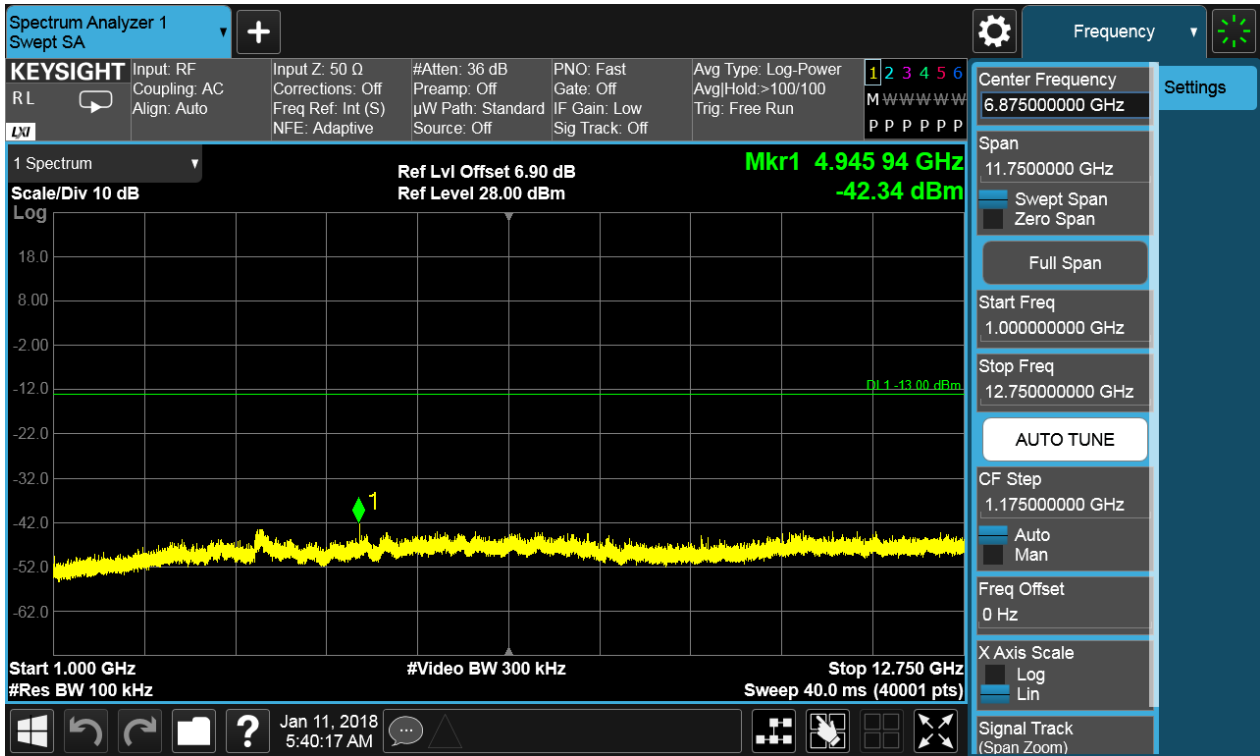 Spectrum Analyzer 1
Swept SA
Frequency
KEYSIGHT
RL
LXI
Input: RF
Coupling: AC
Align: Auto
Input Z: 50 Ω
Corrections: Off
Freq Ref: Int (S)
NFE: Adaptive
#Atten: 36 dB
Preamp: Off
µW Path: Standard
Source: Off
PNO: Fast
Gate: Off
IF Gain: Low
Sig Track: Off
Avg Type: Log-Power
Avg|Hold:>100/100
Trig: Free Run
1 2 3 4 5 6
M W W W W W
P P P P P P
1 Spectrum
Scale/Div 10 dB
Log
Ref Lvl Offset 6.90 dB
Ref Level 28.00 dBm
Mkr1 4.945 94 GHz
-42.34 dBm
18.0
8.00
-2.00
-12.0
DL1 -13.00 dBm
-22.0
-32.0
1
-42.0
-52.0
-62.0
Start 1.000 GHz
#Res BW 100 kHz
#Video BW 300 kHz
Stop 12.750 GHz
Sweep 40.0 ms (40001 pts)
Jan 11, 2018
5:40:17 AM
Center Frequency
6.875000000 GHz
Settings
Span
11.7500000 GHz
Swept Span
Zero Span
Full Span
Start Freq
1.000000000 GHz
Stop Freq
12.750000000 GHz
AUTO TUNE
CF Step
1.175000000 GHz
Auto
Man
Freq Offset
0 Hz
X Axis Scale
Log
Lin
Signal Track
(Span Zoom)